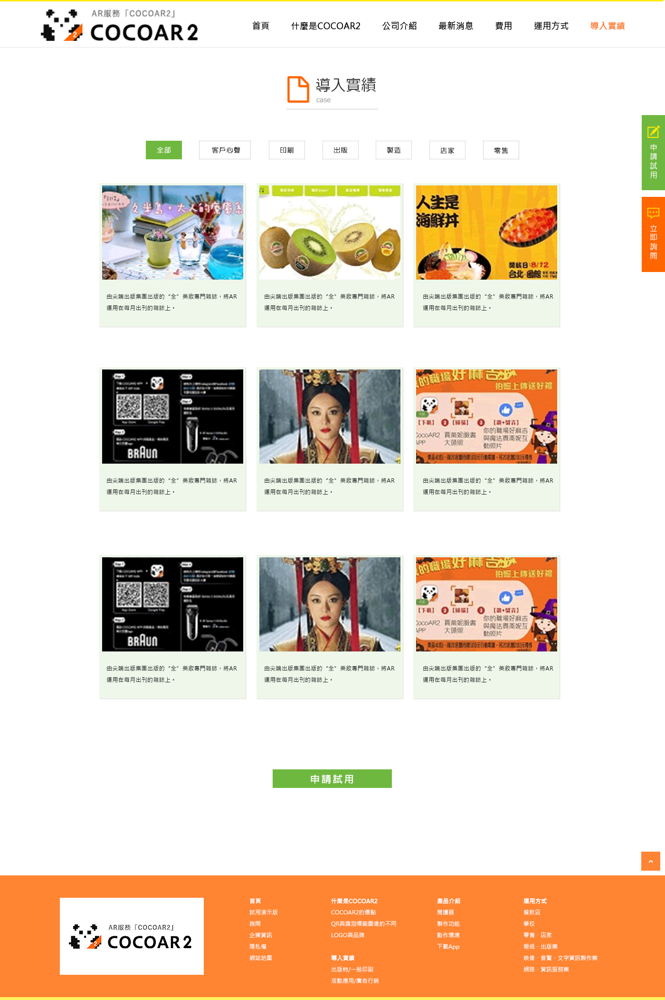 AR服務「COCOAR2」
COCOAR2
首頁
什麼是COCOAR2
公司介紹
最新消息
費用
運用方式
導入實績
導入實績
case
全部
客戶心聲
印刷
出版
製造
店家
零售
申請試用
立即詢問
久米島。大人的療癒系
人生是
海鮮丼
開航日:8/12
台北
由尖端出版集團出版的“全”美妝專門雜誌，將AR
運用在每月出刊的雜誌上。
由尖端出版集團出版的“全”美妝專門雜誌，將AR
運用在每月出刊的雜誌上。
由尖端出版集團出版的“全”美妝專門雜誌，將AR
運用在每月出刊的雜誌上。
App Store
Google Play
BRAUN
的職場好麻吉
拍照上傳送好禮
【下載】
2
【掃描】
3
【讚+留言】
CocoAR2
APP
賈蒂妮臉書
大頭照
你的職場好麻吉
與魔法賈蒂妮互
動照片
由尖端出版集團出版的“全”美妝專門雜誌，將AR
運用在每月出刊的雜誌上。
由尖端出版集團出版的“全”美妝專門雜誌，將AR
運用在每月出刊的雜誌上。
由尖端出版集團出版的“全”美妝專門雜誌，將AR
運用在每月出刊的雜誌上。
App Store
Google Play
BRAUN
的職場好麻吉
拍照上傳送好禮
【下載】
2
【掃描】
3
【讚+留言】
CocoAR2
APP
賈蒂妮臉書
大頭照
你的職場好麻吉
與魔法賈蒂妮互
動照片
由尖端出版集團出版的“全”美妝專門雜誌，將AR
運用在每月出刊的雜誌上。
由尖端出版集團出版的“全”美妝專門雜誌，將AR
運用在每月出刊的雜誌上。
由尖端出版集團出版的“全”美妝專門雜誌，將AR
運用在每月出刊的雜誌上。
申請試用
AR服務「COCOAR2」
COCOAR2
首頁
試用演示版
詢問
企業資訊
隱私權
網站地圖
什麼是COCOAR2
COCOAR2的優點
QR與識別標籤圖像的不同
LOGO與品牌
導入實績
出版物/一般印刷
活動應用/廣告行銷
產品介紹
閱讀器
製作功能
動作環境
下載App
運用方式
餐飲店
學校
零售．店家
報紙．出版業
映像．音聲．文字資訊製作業
網路．資訊服務業